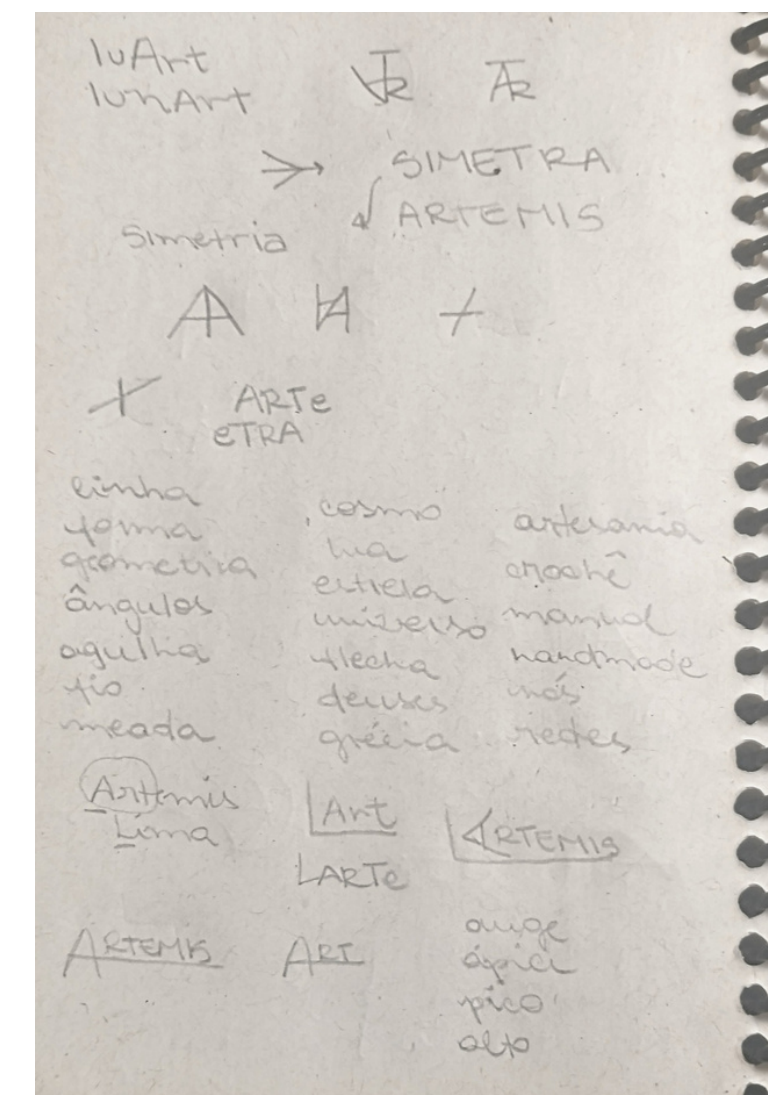 luArt
lunArt
SIMETRA
ARTEMIS
simetria
ARTe
eTRA
linha
forma
geometria
ângulos
agulha
fio
meada
cosmo
lua
estrela
universo
flecha
deuses
grécia
artesania
crochê
manual
handmade
nós
redes
Artemis
Lima
Art
LARTe
ARTEMIS
ARTEMIS
ART
auge
ápici
pico
alto